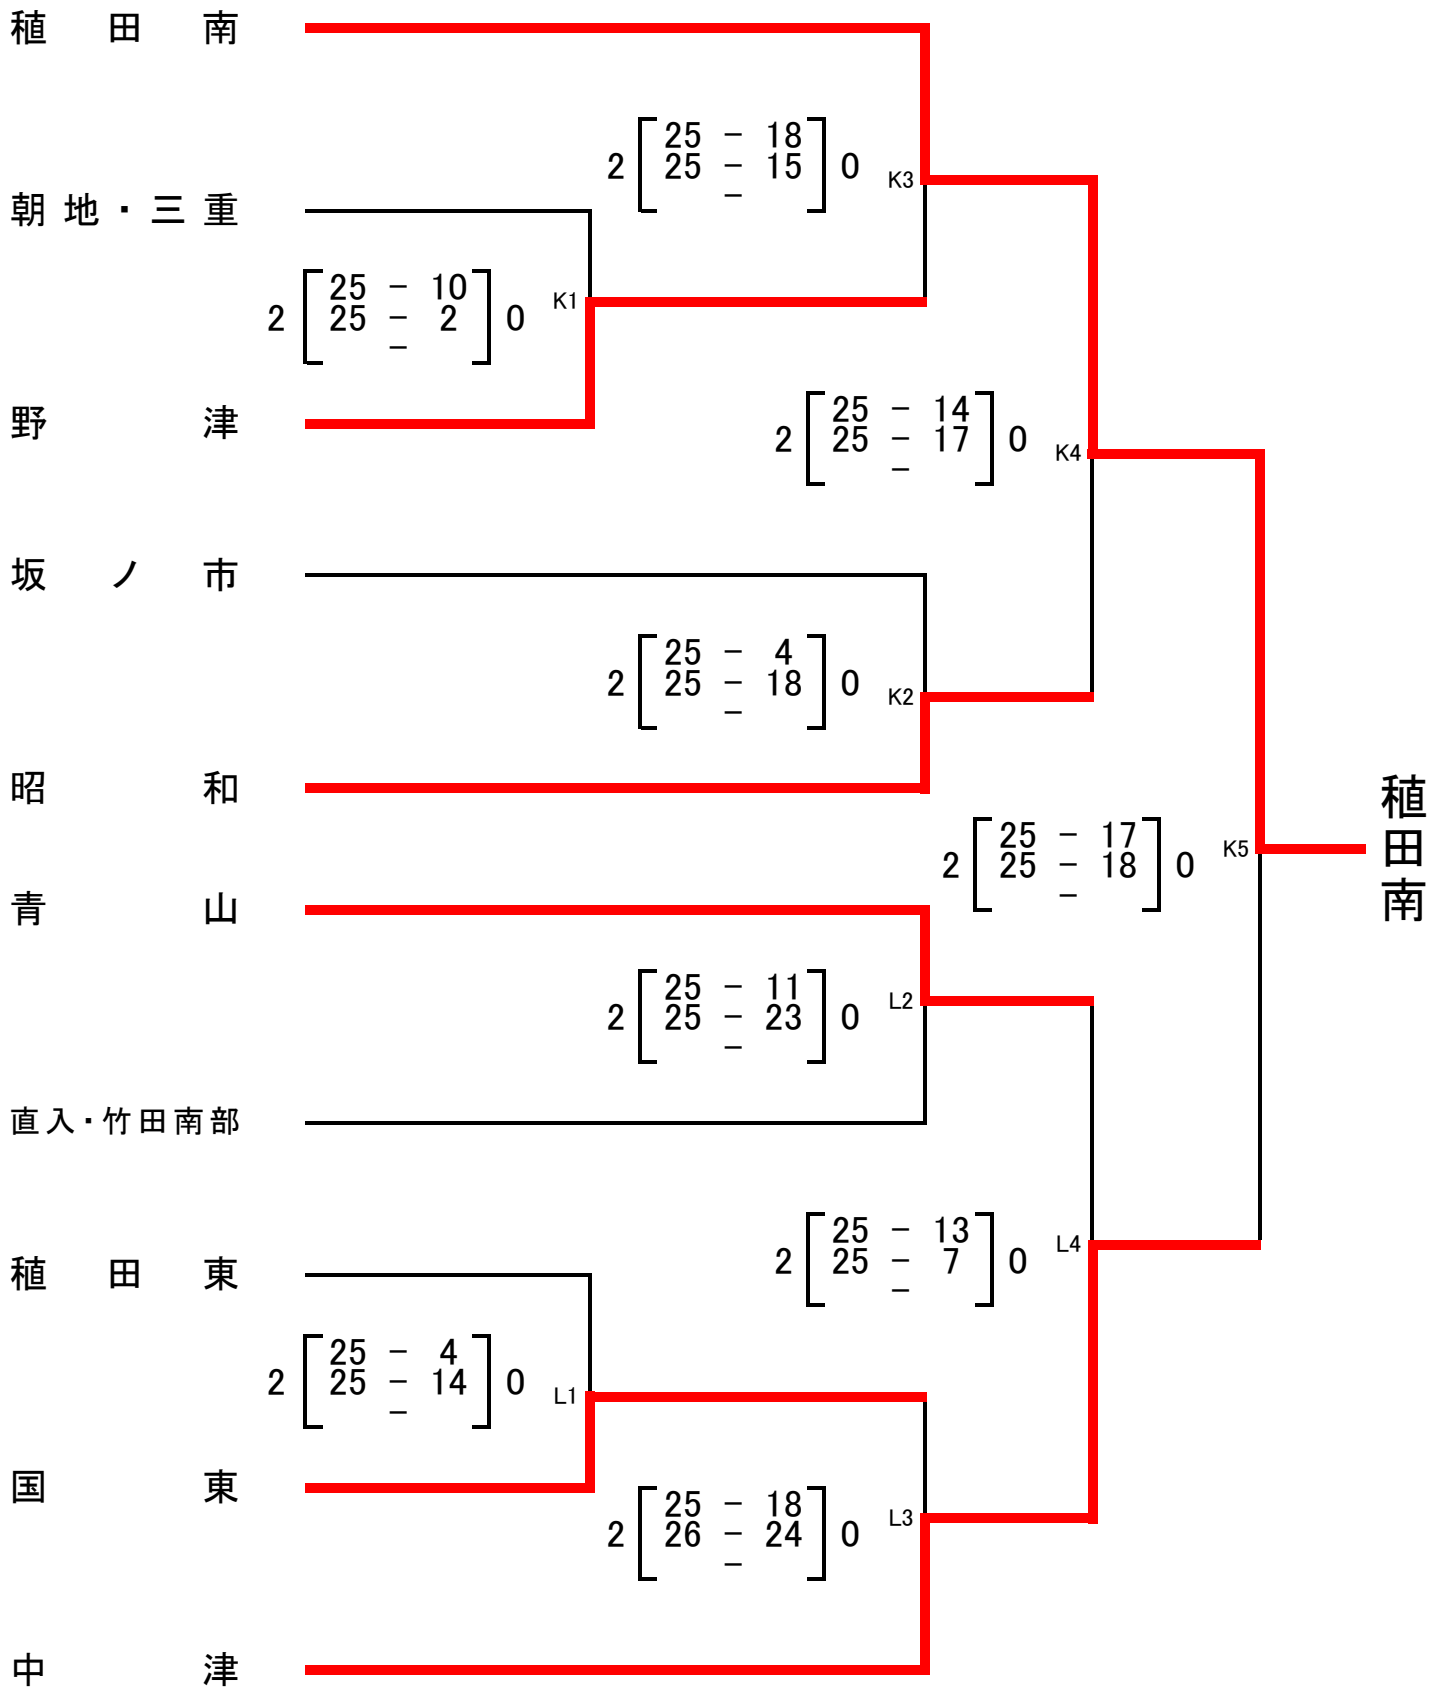 稙田南
25 - 18
2 25 - 15 0 K3
-
朝地・三重
25 - 10
2 25 - 2 0 K1
-
野津
25 - 14
2 25 - 17 0 K4
-
坂ノ市
25 - 4
2 25 - 18 0 K2
-
昭和
25 - 17
2 25 - 18 0 K5
-
稙田南
青山
25 - 11
2 25 - 23 0 L2
-
直入・竹田南部
25 - 13
2 25 - 7 0 L4
-
稙田東
25 - 4
2 25 - 14 0 L1
-
国東
25 - 18
2 26 - 24 0 L3
-
中津